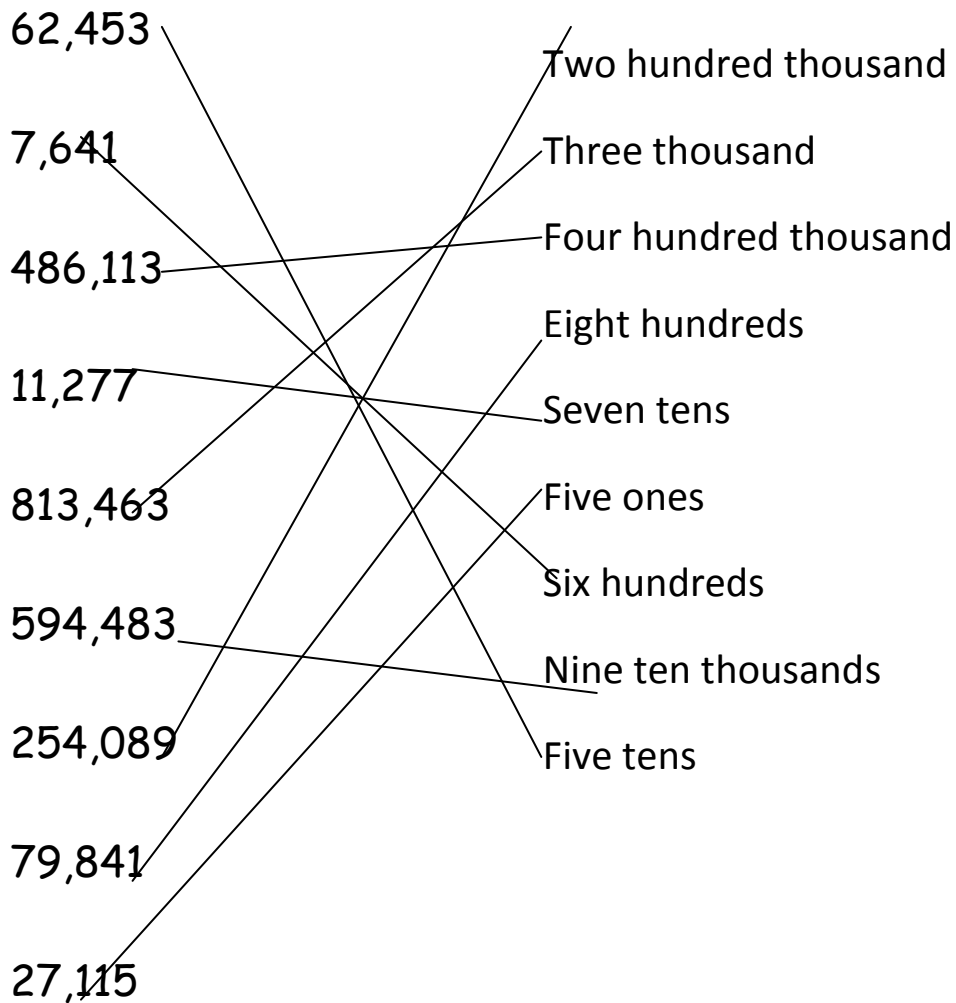 62,453
Two hundred thousand
7,641
Three thousand
486,113
Four hundred thousand
Eight hundreds
11,277
Seven tens
813,463
Five ones
Six hundreds
594,483
Nine ten thousands
254,089
Five tens
79,841
27,115